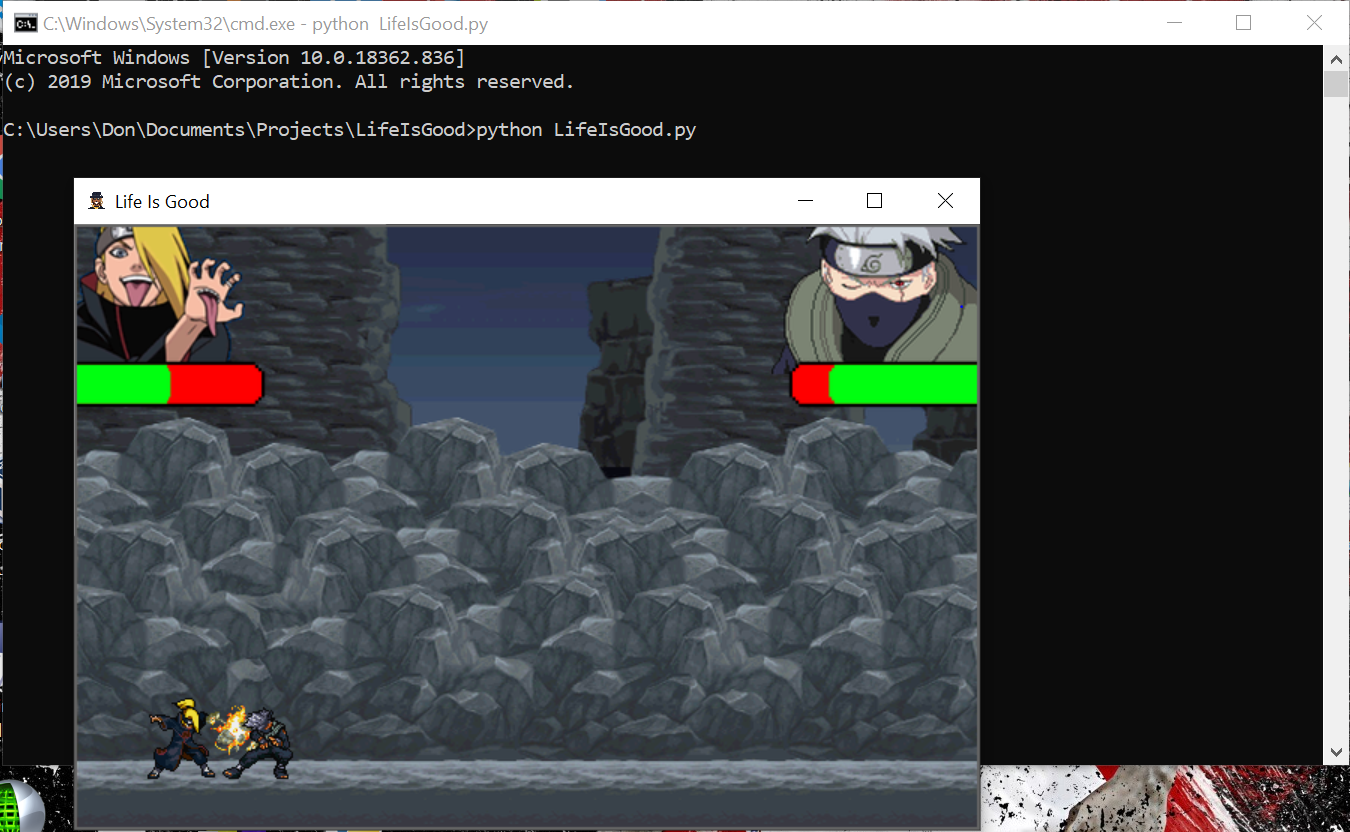 C:\Windows\System32\cmd.exe - python  LifeIsGood.py
Microsoft Windows [Version 10.0.18362.836]
(c) 2019 Microsoft Corporation. All rights reserved.
C:\Users\Don\Documents\Projects\LifeIsGood>python LifeIsGood.py
Life Is Good